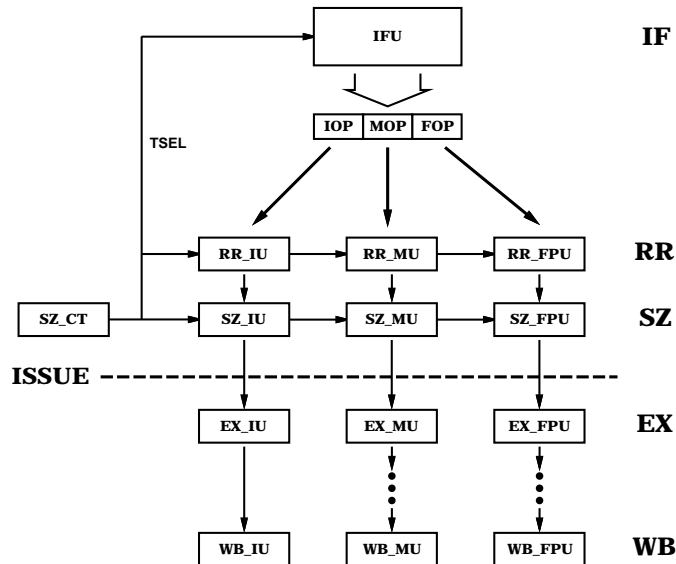 IFU IF
IOP MOP FOP
TSEL
RR_IU RR_MU RR_FPU RR
SZ_CT SZ_IU SZ_MU SZ_FPU SZ
ISSUE
EX_IU EX_MU EX_FPU EX
WB_IU WB_MU WB_FPU WB